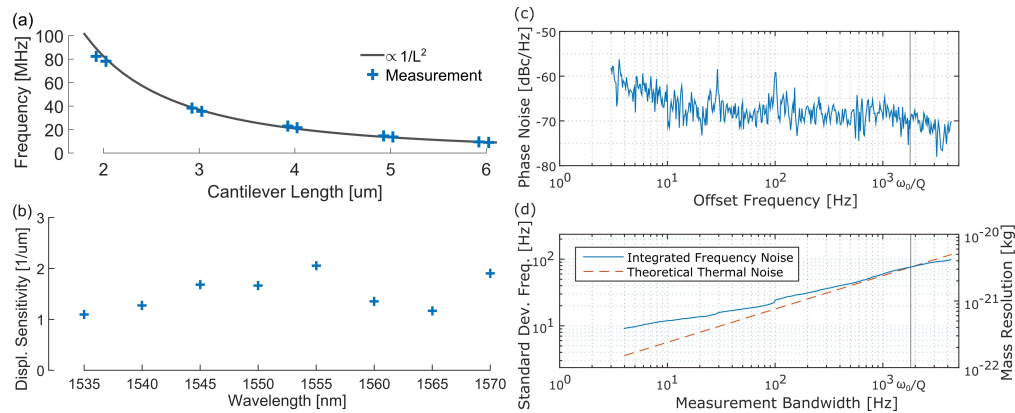 (a)
100
80
60
40
20
0
Frequency [MHz]
∝ 1/L²
Measurement
2 3 4 5 6
Cantilever Length [um]
(b)
3
2
1
0
Displ. Sensitivity [1/um]
1535 1540 1545 1550 1555 1560 1565 1570
Wavelength [nm]
(c)
-50
-60
-70
-80
Phase Noise [dBc/Hz]
10⁰ 10¹ 10² 10³ ω₀/Q
Offset Frequency [Hz]
(d)
10²
10¹
Standard Dev. Freq. [Hz]
Integrated Frequency Noise
Theoretical Thermal Noise
10⁻²⁰
10⁻²¹
10⁻²²
Mass Resolution [kg]
10⁰ 10¹ 10² 10³ ω₀/Q
Measurement Bandwidth [Hz]